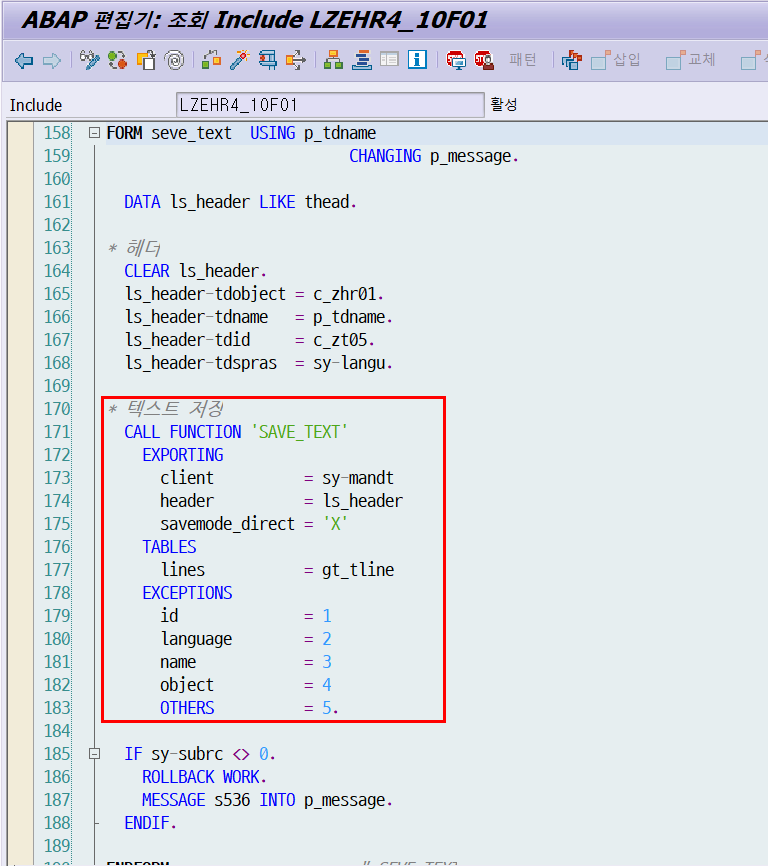 ABAP 편집기: 조회 Include LZEHR4_10F01
패턴 삽입 교체
Include LZEHR4_10F01 활성
158 FORM seve_text USING p_tdname
159 CHANGING p_message.
160
161 DATA ls_header LIKE thead.
162
163 * 헤더
164 CLEAR ls_header.
165 ls_header-tdobject = c_zhr01.
166 ls_header-tdname = p_tdname.
167 ls_header-tdid = c_zt05.
168 ls_header-tdspras = sy-langu.
169
170 * 텍스트 저장
171 CALL FUNCTION 'SAVE_TEXT'
172 EXPORTING
173 client = sy-mandt
174 header = ls_header
175 savemode_direct = 'X'
176 TABLES
177 lines = gt_tline
178 EXCEPTIONS
179 id = 1
180 language = 2
181 name = 3
182 object = 4
183 OTHERS = 5.
184
185 IF sy-subrc <> 0.
186 ROLLBACK WORK.
187 MESSAGE s536 INTO p_message.
188 ENDIF.
189